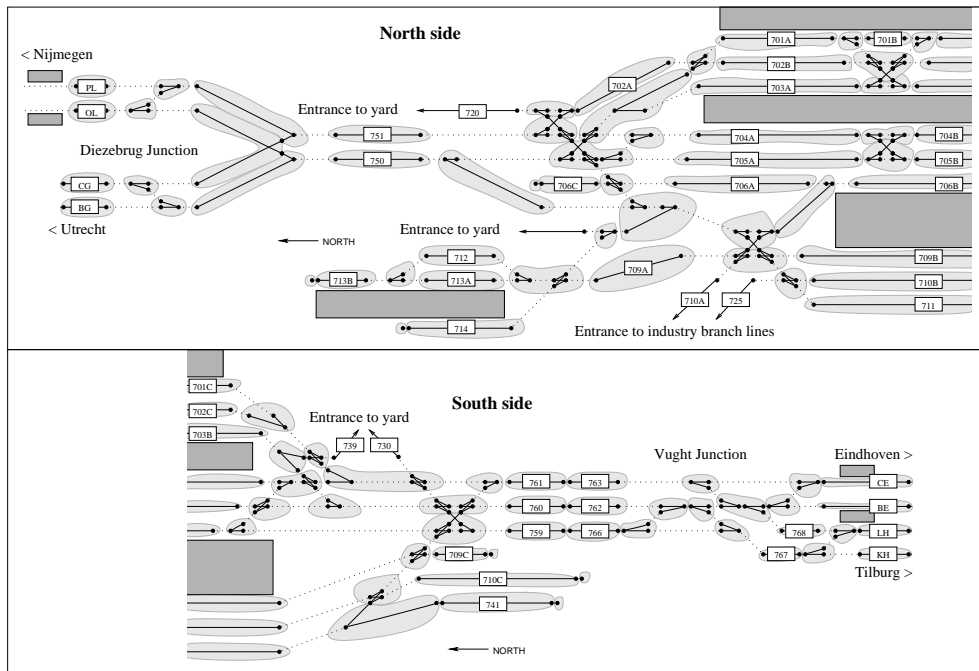 North side
< Nijmegen
PL
OL
Diezebrug Junction
CG
BG
< Utrecht
Entrance to yard
720
751
750
702A
701A
701B
702B
703A
704A
704B
705A
705B
706C
706A
706B
Entrance to yard
NORTH
712
713B
713A
714
709A
709B
710A
725
710B
711
Entrance to industry branch lines
South side
701C
702C
703B
Entrance to yard
739
730
Vught Junction
Eindhoven >
761
763
CE
760
762
BE
759
766
768
LH
709C
767
KH
Tilburg >
710C
741
NORTH